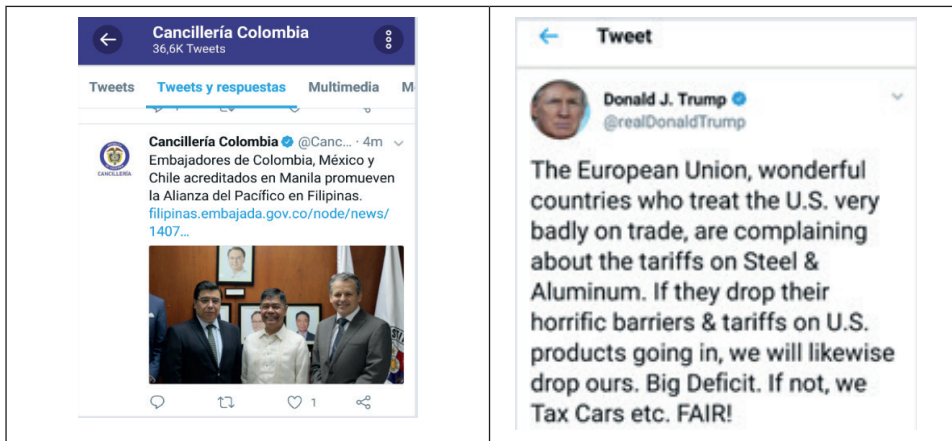 Cancillería Colombia
36,6K Tweets
Tweets Tweets y respuestas Multimedia M
Cancillería Colombia @Canc... · 4m
CANCILLERÍA
Embajadores de Colombia, México y
Chile acreditados en Manila promueven
la Alianza del Pacífico en Filipinas.
filipinas.embajada.gov.co/node/news/
1407...
1
Tweet
Donald J. Trump
@realDonaldTrump
The European Union, wonderful
countries who treat the U.S. very
badly on trade, are complaining
about the tariffs on Steel &
Aluminum. If they drop their
horrific barriers & tariffs on U.S.
products going in, we will likewise
drop ours. Big Deficit. If not, we
Tax Cars etc. FAIR!